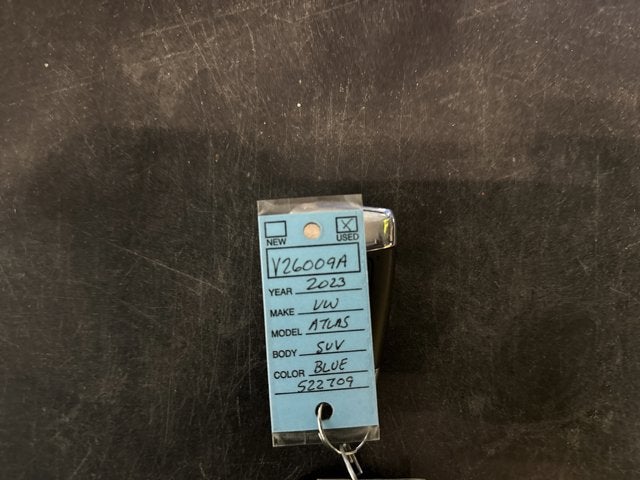 NEW USED
V26009A
YEAR 2023
MAKE VW
MODEL ATLAS
BODY SUV
COLOR BLUE
522709